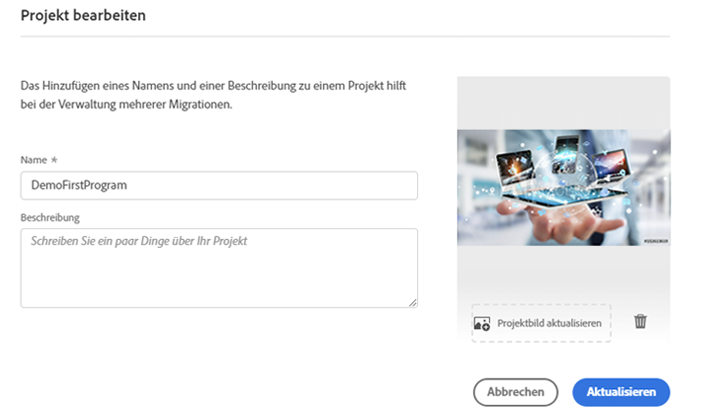 Projekt bearbeiten
Das Hinzufügen eines Namens und einer Beschreibung zu einem Projekt hilft
bei der Verwaltung mehrerer Migrationen.
Name *
DemoFirstProgram
Beschreibung
Schreiben Sie ein paar Dinge über Ihr Projekt
Projektbild aktualisieren
Abbrechen
Aktualisieren